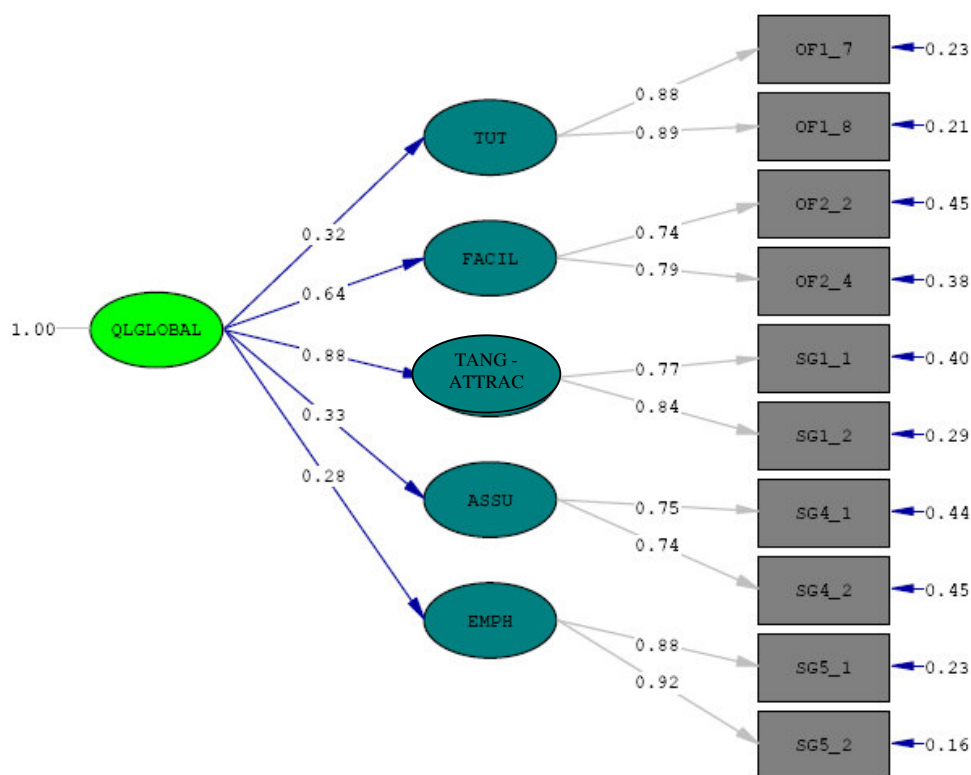 OF1_7
0.23
0.88
TUT
0.89
OF1_8
0.21
OF2_2
0.45
0.32
0.74
FACIL
0.79
OF2_4
0.38
0.64
1.00
QLGLOBAL
0.88
TANG -
ATTRAC
0.77
SG1_1
0.40
0.84
SG1_2
0.29
0.33
0.28
ASSU
0.75
SG4_1
0.44
0.74
SG4_2
0.45
EMPH
0.88
SG5_1
0.23
0.92
SG5_2
0.16